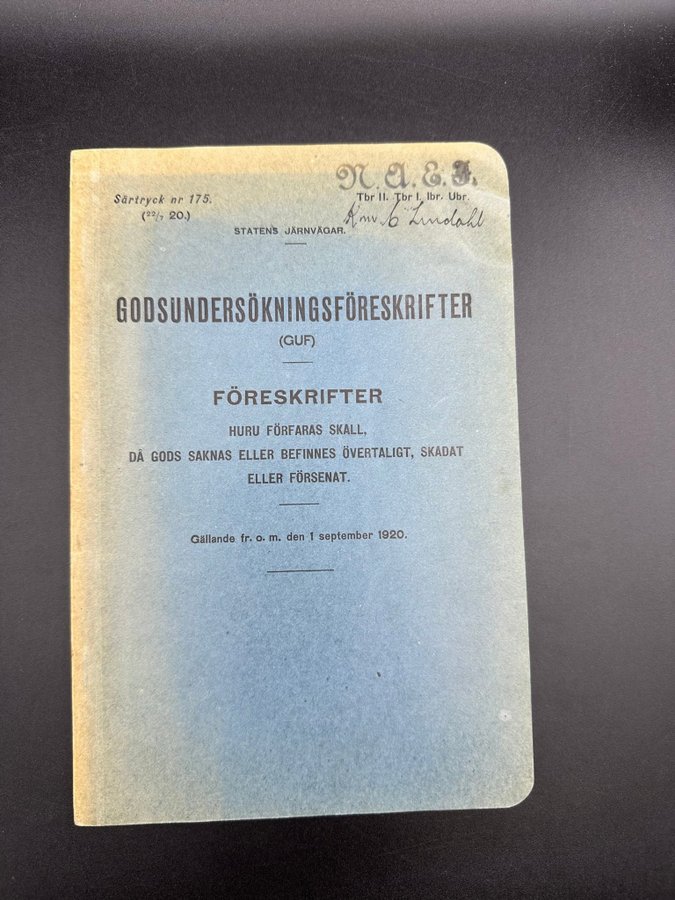 Särtryck nr 175.
(22/7 20.)
N. A. E. J.
Tbr II. Tbr I. Ibr. Ubr.
Lindahl
STATENS JÄRNVÄGAR.
GODSUNDERSÖKNINGSFÖRESKRIFTER
(GUF)
FÖRESKRIFTER
HURU FÖRFARAS SKALL,
DÅ GODS SAKNAS ELLER BEFINNES ÖVERTALIGT, SKADAT
ELLER FÖRSENAT.
Gällande fr. o. m. den 1 september 1920.